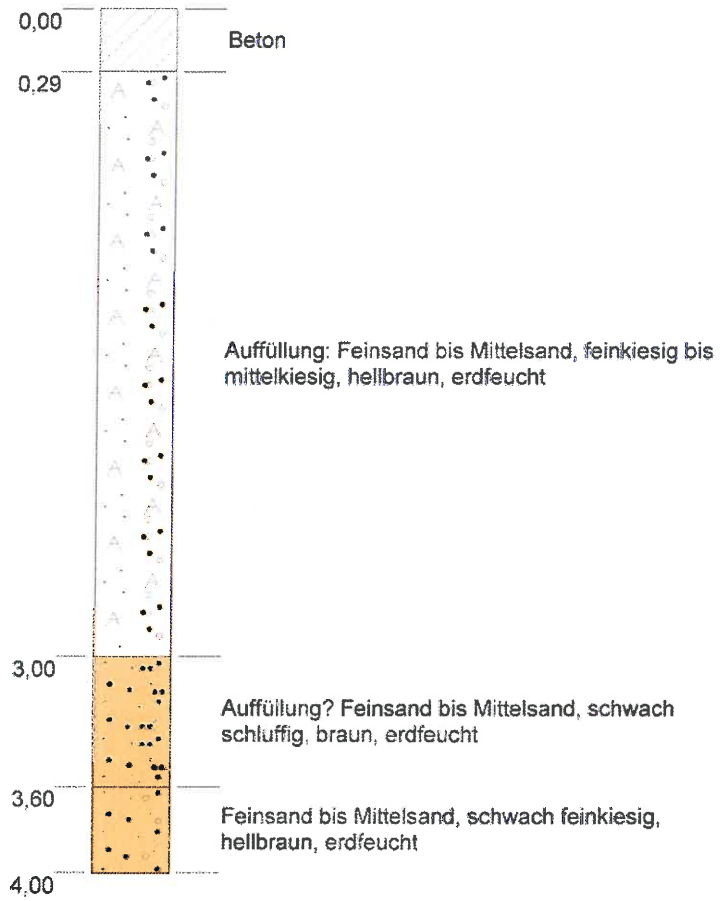 0,00
Beton
0,29
Auffüllung: Feinsand bis Mittelsand, feinkiesig bis
mittelkiesig, hellbraun, erdfeucht
3,00
Auffüllung? Feinsand bis Mittelsand, schwach
schluffig, braun, erdfeucht
3,60
Feinsand bis Mittelsand, schwach feinkiesig,
hellbraun, erdfeucht
4,00